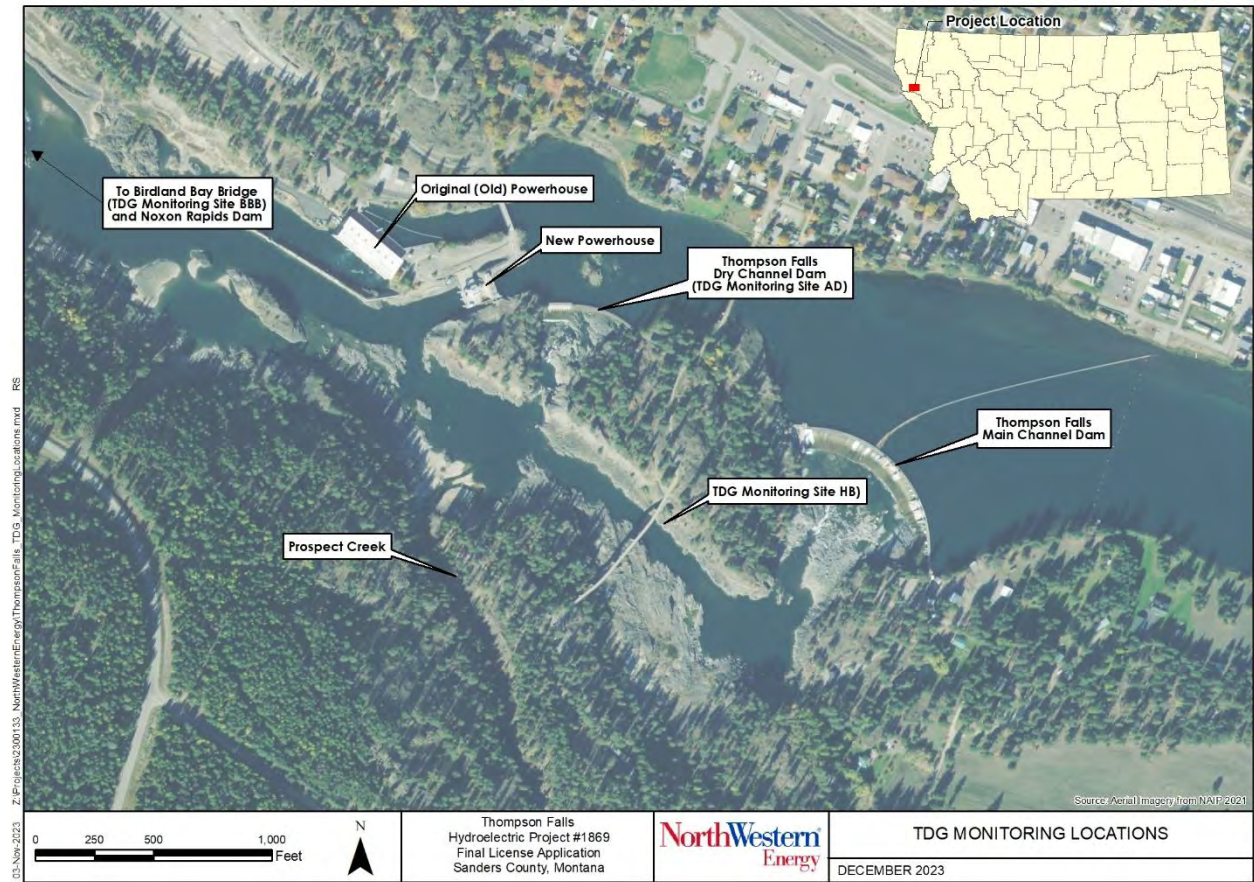 Project Location
To Birdland Bay Bridge
(TDG Monitoring Site BBB)
and Noxon Rapids Dam
Original (Old) Powerhouse
New Powerhouse
Thompson Falls
Dry Channel Dam
(TDG Monitoring Site AD)
Thompson Falls
Main Channel Dam
TDG Monitoring Site HB)
Prospect Creek
Source: Aerial Imagery from NAIP 2021
03-Nov-2023 Z:\Projects\2300133_NorthWesternEnergy\ThompsonFalls_TDG_MonitoringLocations.mxd RS
0 250 500 1,000
Feet
N
Thompson Falls
Hydroelectric Project #1869
Final License Application
Sanders County, Montana
NorthWestern®
Energy
TDG MONITORING LOCATIONS
DECEMBER 2023